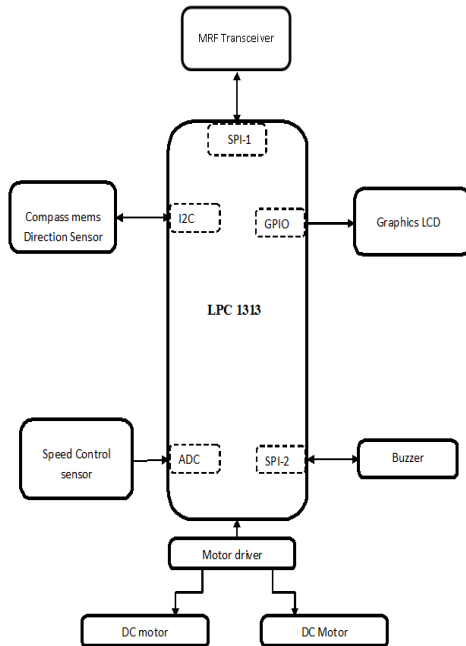 MRF Transceiver
SPI-1
Compass mems
Direction Sensor
I2C
GPIO
Graphics LCD
LPC 1313
Speed Control
sensor
ADC
SPI-2
Buzzer
Motor driver
DC motor
DC Motor